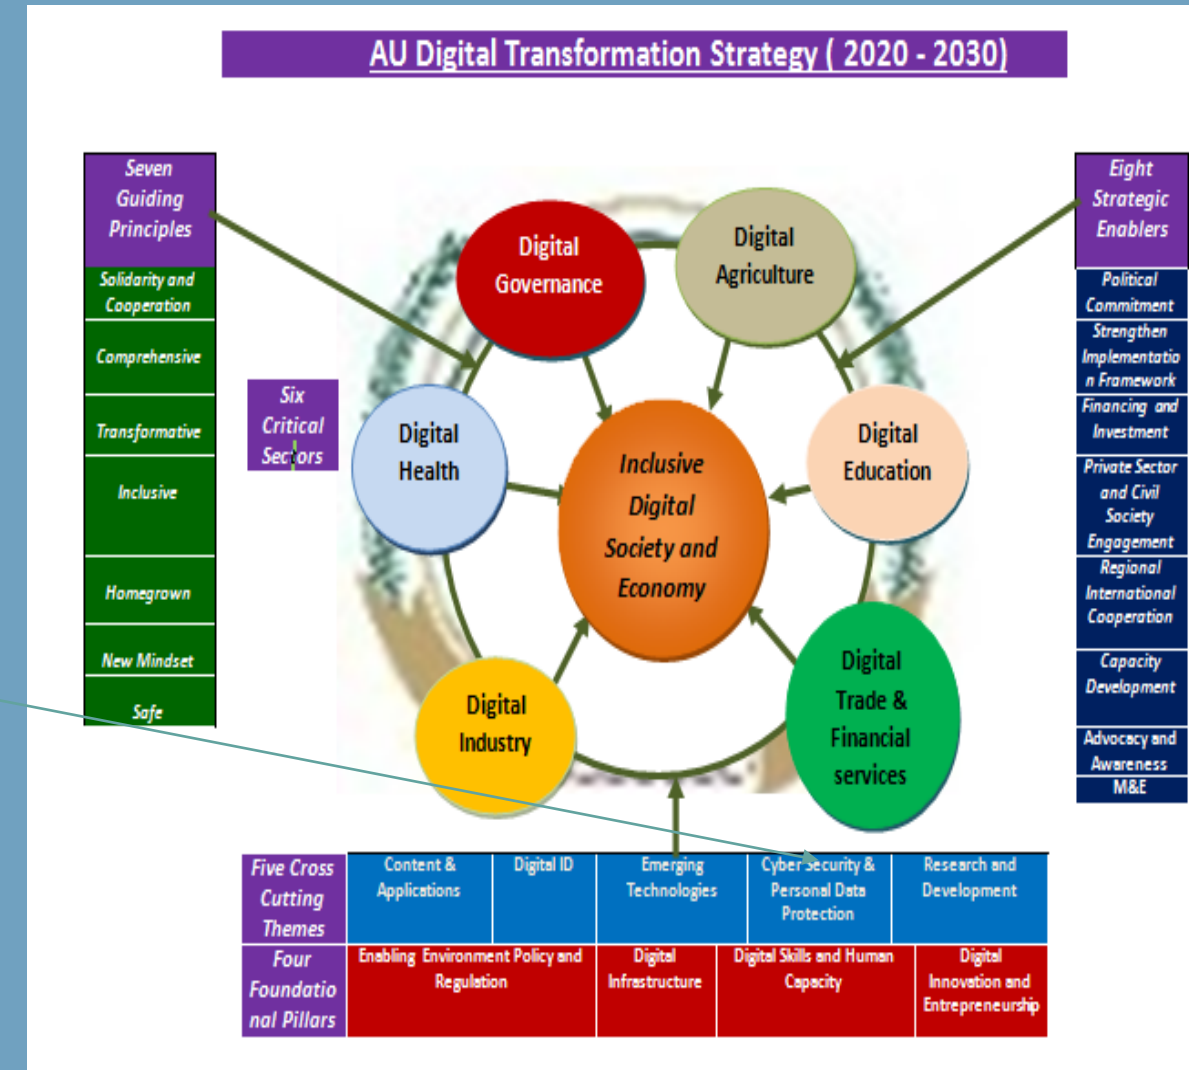 AU Digital Transformation Strategy ( 2020 - 2030)
Seven
Guiding
Principles
Solidarity and
Cooperation
Comprehensive
Transformative
Inclusive
Homegrown
New Mindset
Safe
Six
Critical
Sectors
Digital
Governance
Digital
Agriculture
Digital
Health
Digital
Education
Inclusive
Digital
Society and
Economy
Digital
Industry
Digital
Trade &
Financial
services
Eight
Strategic
Enablers
Political
Commitment
Strengthen
Implementatio
n Framework
Financing and
Investment
Private Sector
and Civil
Society
Engagement
Regional
International
Cooperation
Capacity
Development
Advocacy and
Awareness
M&E
Five Cross
Cutting
Themes
Content &
Applications
Digital ID
Emerging
Technologies
Cyber Security &
Personal Data
Protection
Research and
Development
Four
Foundatio
nal Pillars
Enabling Environment Policy and
Regulation
Digital
Infrastructure
Digital Skills and Human
Capacity
Digital
Innovation and
Entrepreneurship